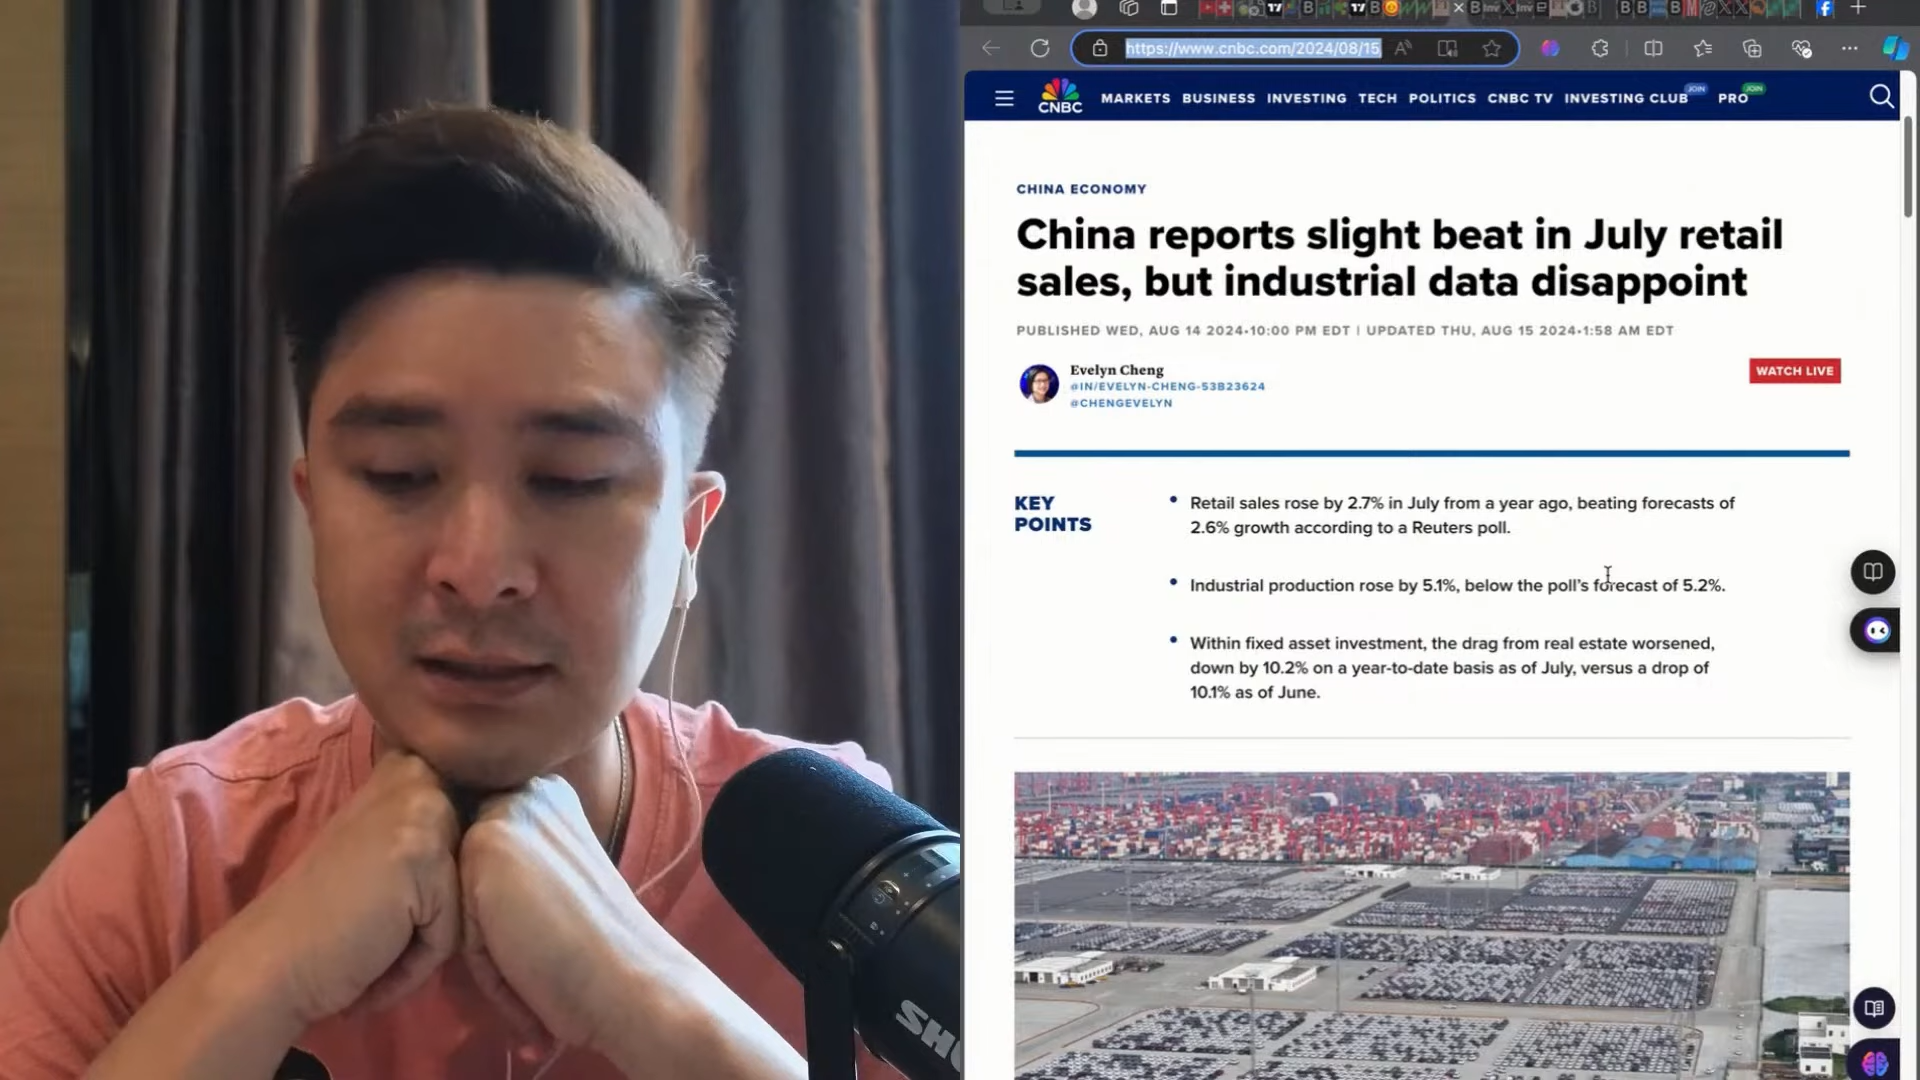 https://www.cnbc.com/2024/08/15
CNBC
MARKETS BUSINESS INVESTING TECH POLITICS CNBC TV INVESTING CLUB JOIN PRO JOIN
CHINA ECONOMY
China reports slight beat in July retail
sales, but industrial data disappoint
PUBLISHED WED, AUG 14 2024•10:00 PM EDT | UPDATED THU, AUG 15 2024•1:58 AM EDT
Evelyn Cheng
@IN/EVELYN-CHENG-53B23624
@CHENGEVELYN
WATCH LIVE
KEY
POINTS
• Retail sales rose by 2.7% in July from a year ago, beating forecasts of
2.6% growth according to a Reuters poll.
• Industrial production rose by 5.1%, below the poll's forecast of 5.2%.
• Within fixed asset investment, the drag from real estate worsened,
down by 10.2% on a year-to-date basis as of July, versus a drop of
10.1% as of June.